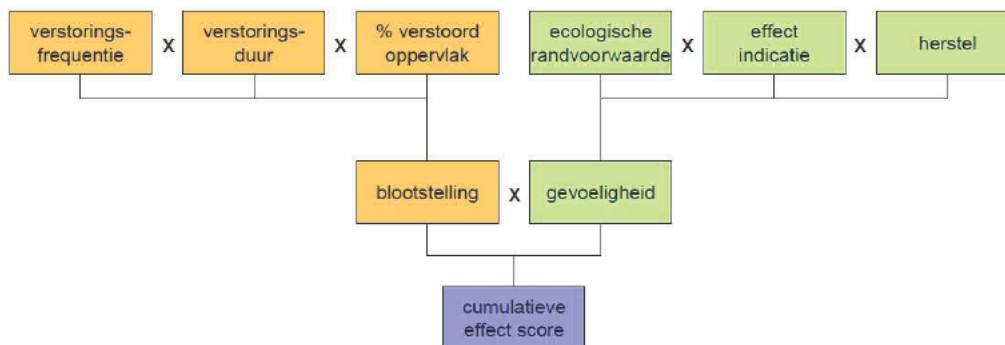 verstorings-
frequentie
X
verstorings-
duur
X
% verstoord
oppervlak
ecologische
randvoorwaarde
X
effect
indicatie
X
herstel
blootstelling
X
gevoeligheid
cumulatieve
effect score